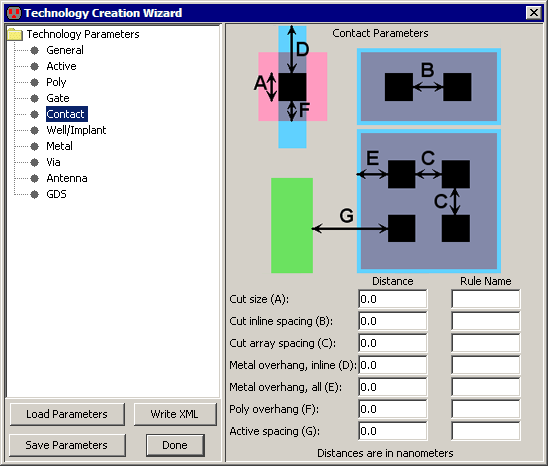 Technology Creation Wizard
Technology Parameters
General
Active
Poly
Gate
Contact
Well/Implant
Metal
Via
Antenna
GDS
Load Parameters
Write XML
Save Parameters
Done
Contact Parameters
D
A
F
B
E
C
C
G
Distance Rule Name
Cut size (A): 0.0
Cut inline spacing (B): 0.0
Cut array spacing (C): 0.0
Metal overhang, inline (D): 0.0
Metal overhang, all (E): 0.0
Poly overhang (F): 0.0
Active spacing (G): 0.0
Distances are in nanometers